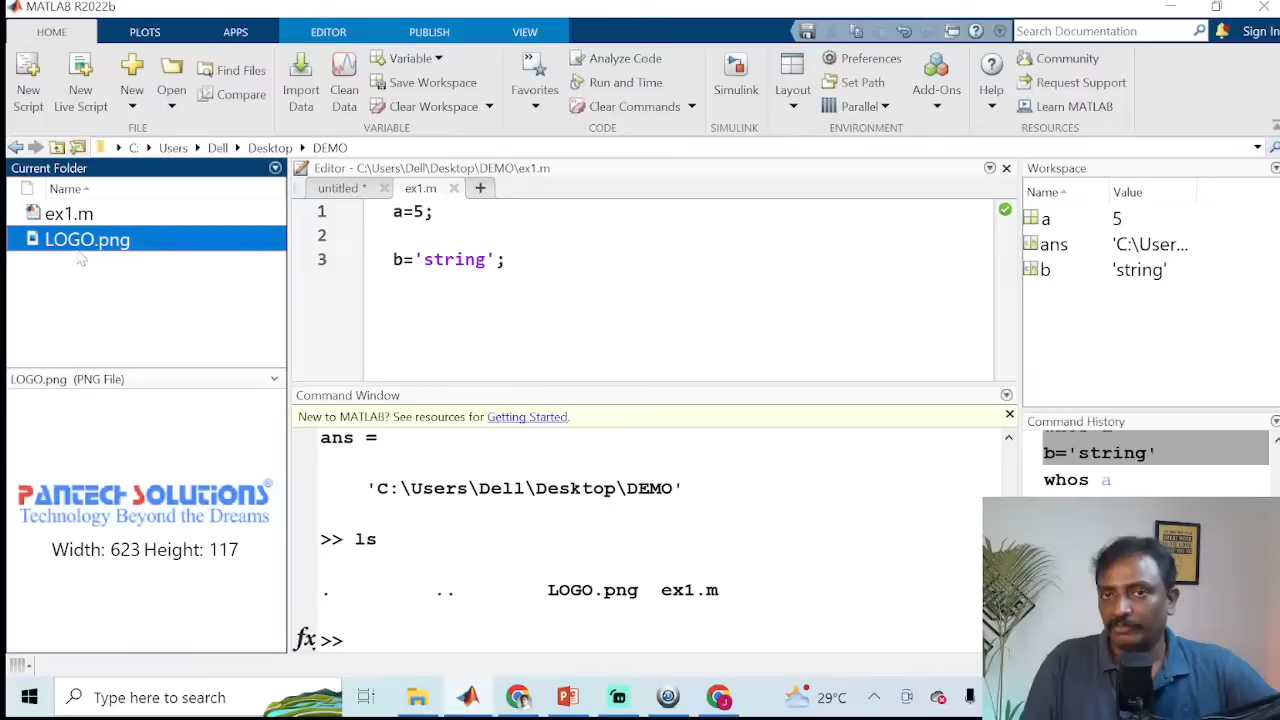 MATLAB R2022b
HOME PLOTS APPS EDITOR PUBLISH VIEW Search Documentation Sign In
New Script
New Live Script
New
Open
Find Files
Compare
FILE
Import Data
Clean Data
Variable
Save Workspace
Clear Workspace
VARIABLE
Favorites
Analyze Code
Run and Time
Clear Commands
CODE
Simulink
SIMULINK
Layout
Preferences
Set Path
Parallel
Add-Ons
ENVIRONMENT
Help
Community
Request Support
Learn MATLAB
RESOURCES
C: Users Dell Desktop DEMO
Current Folder
Name
ex1.m
LOGO.png
LOGO.png (PNG File)
PANTECH SOLUTIONS
Technology Beyond the Dreams
Width: 623 Height: 117
Editor - C:\Users\Dell\Desktop\DEMO\ex1.m
untitled * ex1.m
1 a=5;
2
3 b='string';
Command Window
New to MATLAB? See resources for Getting Started.
ans =
'C:\Users\Dell\Desktop\DEMO'
>> ls
. .. LOGO.png ex1.m
fx >>
Workspace
Name Value
a 5
ans 'C:\User...
b 'string'
Command History
b='string'
whos a
Type here to search
29°C